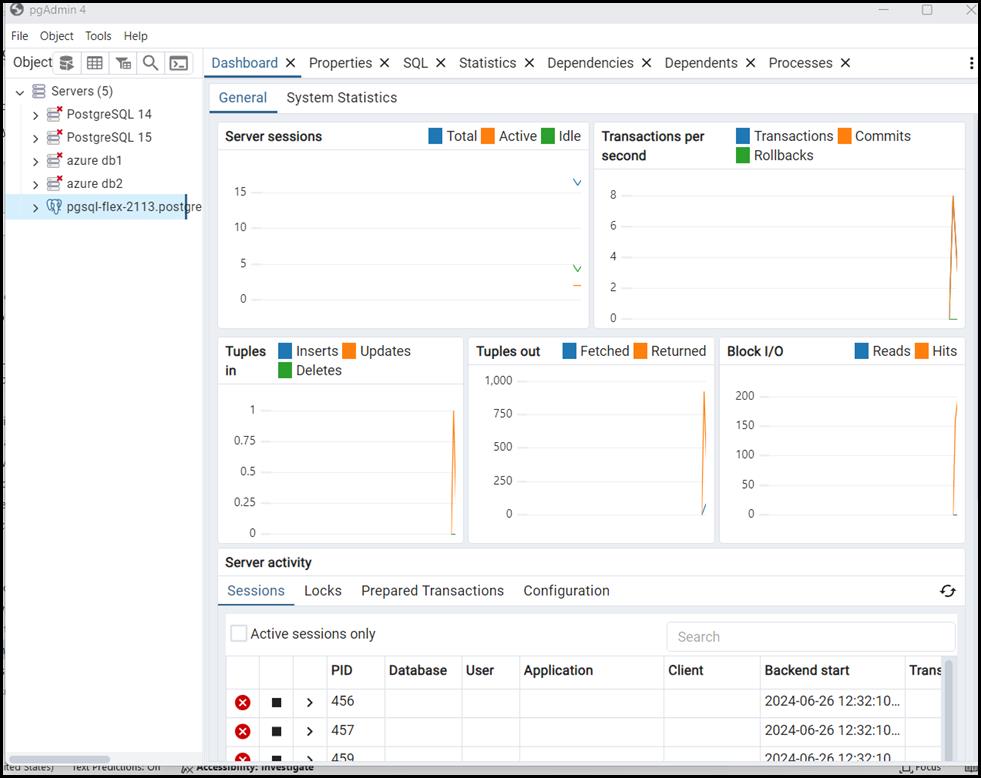 pgAdmin 4
File Object Tools Help
Object
Dashboard Properties SQL Statistics Dependencies Dependents Processes
Servers (5)
PostgreSQL 14
PostgreSQL 15
azure db1
azure db2
pgsql-flex-2113.postgre
General System Statistics
Server sessions
Total Active Idle
15
10
5
0
Transactions per
second
Transactions Commits
Rollbacks
8
6
4
2
0
Tuples
in
Inserts Updates
Deletes
1
0.75
0.5
0.25
0
Tuples out
Fetched Returned
1,000
750
500
250
0
Block I/O
Reads Hits
200
150
100
50
0
Server activity
Sessions Locks Prepared Transactions Configuration
Active sessions only
Search
PID Database User Application Client Backend start Trans
456 2024-06-26 12:32:10...
457 2024-06-26 12:32:10...
459 2024-06-26 12:32:10...
ited States) Text Predictions: On Accessibility: Investigate Focus